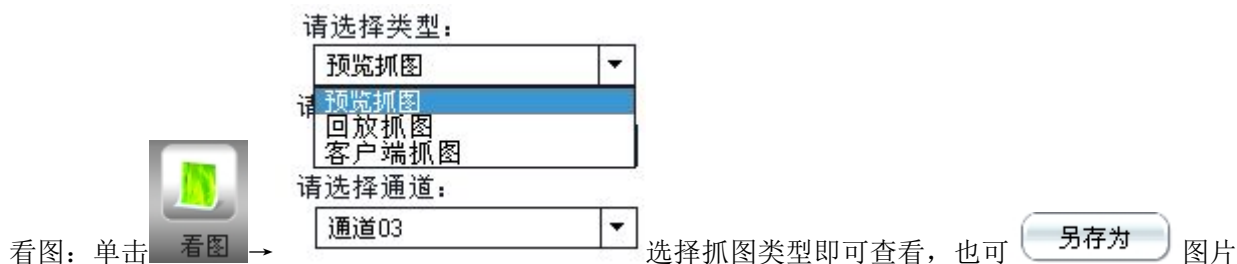 请选择类型：
预览抓图
请
预览抓图
回放抓图
客户端抓图
请选择通道：
通道03
看图：单击 看图 → 选择抓图类型即可查看，也可 另存为 图片